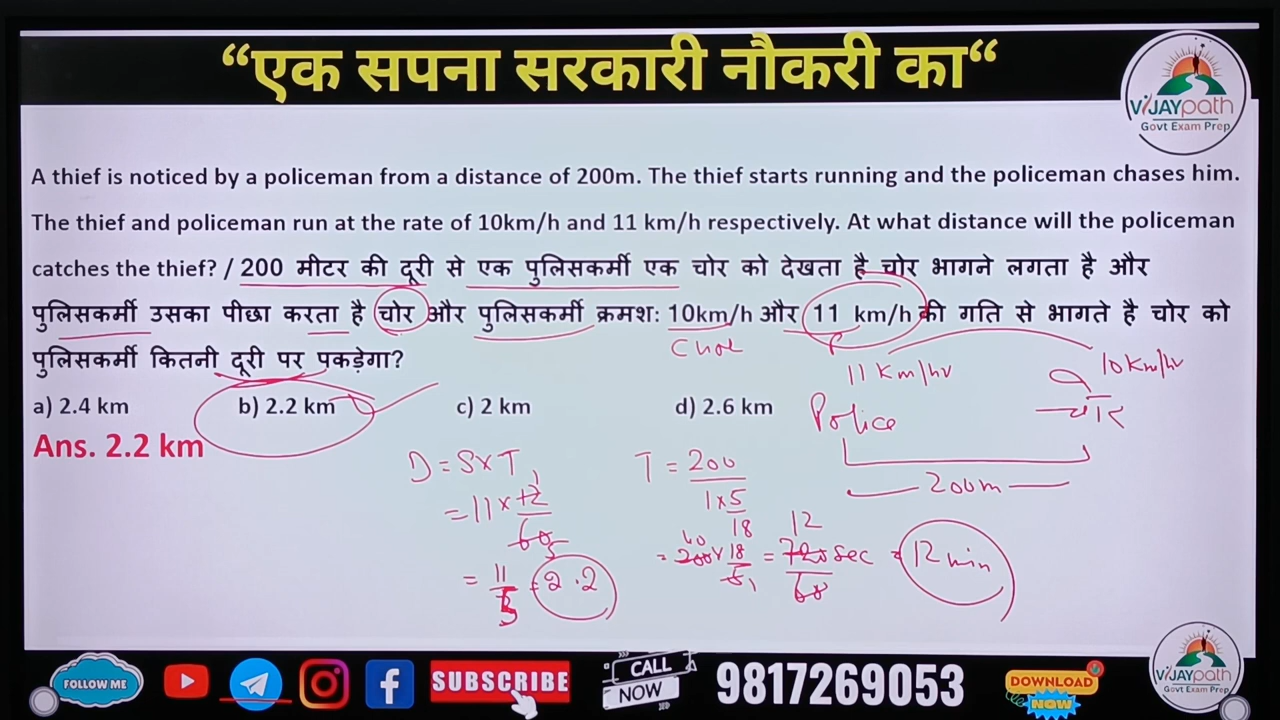 “एक सपना सरकारी नौकरी का“
VIJAYpath
Govt Exam Prep
A thief is noticed by a policeman from a distance of 200m. The thief starts running and the policeman chases him.
The thief and policeman run at the rate of 10km/h and 11 km/h respectively. At what distance will the policeman
catches the thief? / 200 मीटर की दूरी से एक पुलिसकर्मी एक चोर को देखता है चोर भागने लगता है और
पुलिसकर्मी उसका पीछा करता है चोर और पुलिसकर्मी क्रमश: 10km/h और 11 km/h की गति से भागते है चोर को
पुलिसकर्मी कितनी दूरी पर पकड़ेगा?
Chor
11 Km/hr
10Km/hr
a) 2.4 km b) 2.2 km c) 2 km d) 2.6 km
Police
चोर
Ans. 2.2 km
200m
D = S×T
= 11 × 12/60
= 11/5 = 2.2
T = 200/1×5/18
= 200×18/5 = 720 sec/60 = 12 min
FOLLOW ME
SUBSCRIBE
CALL
NOW
9817269053
DOWNLOAD
NOW
VIJAYpath
Govt Exam Prep